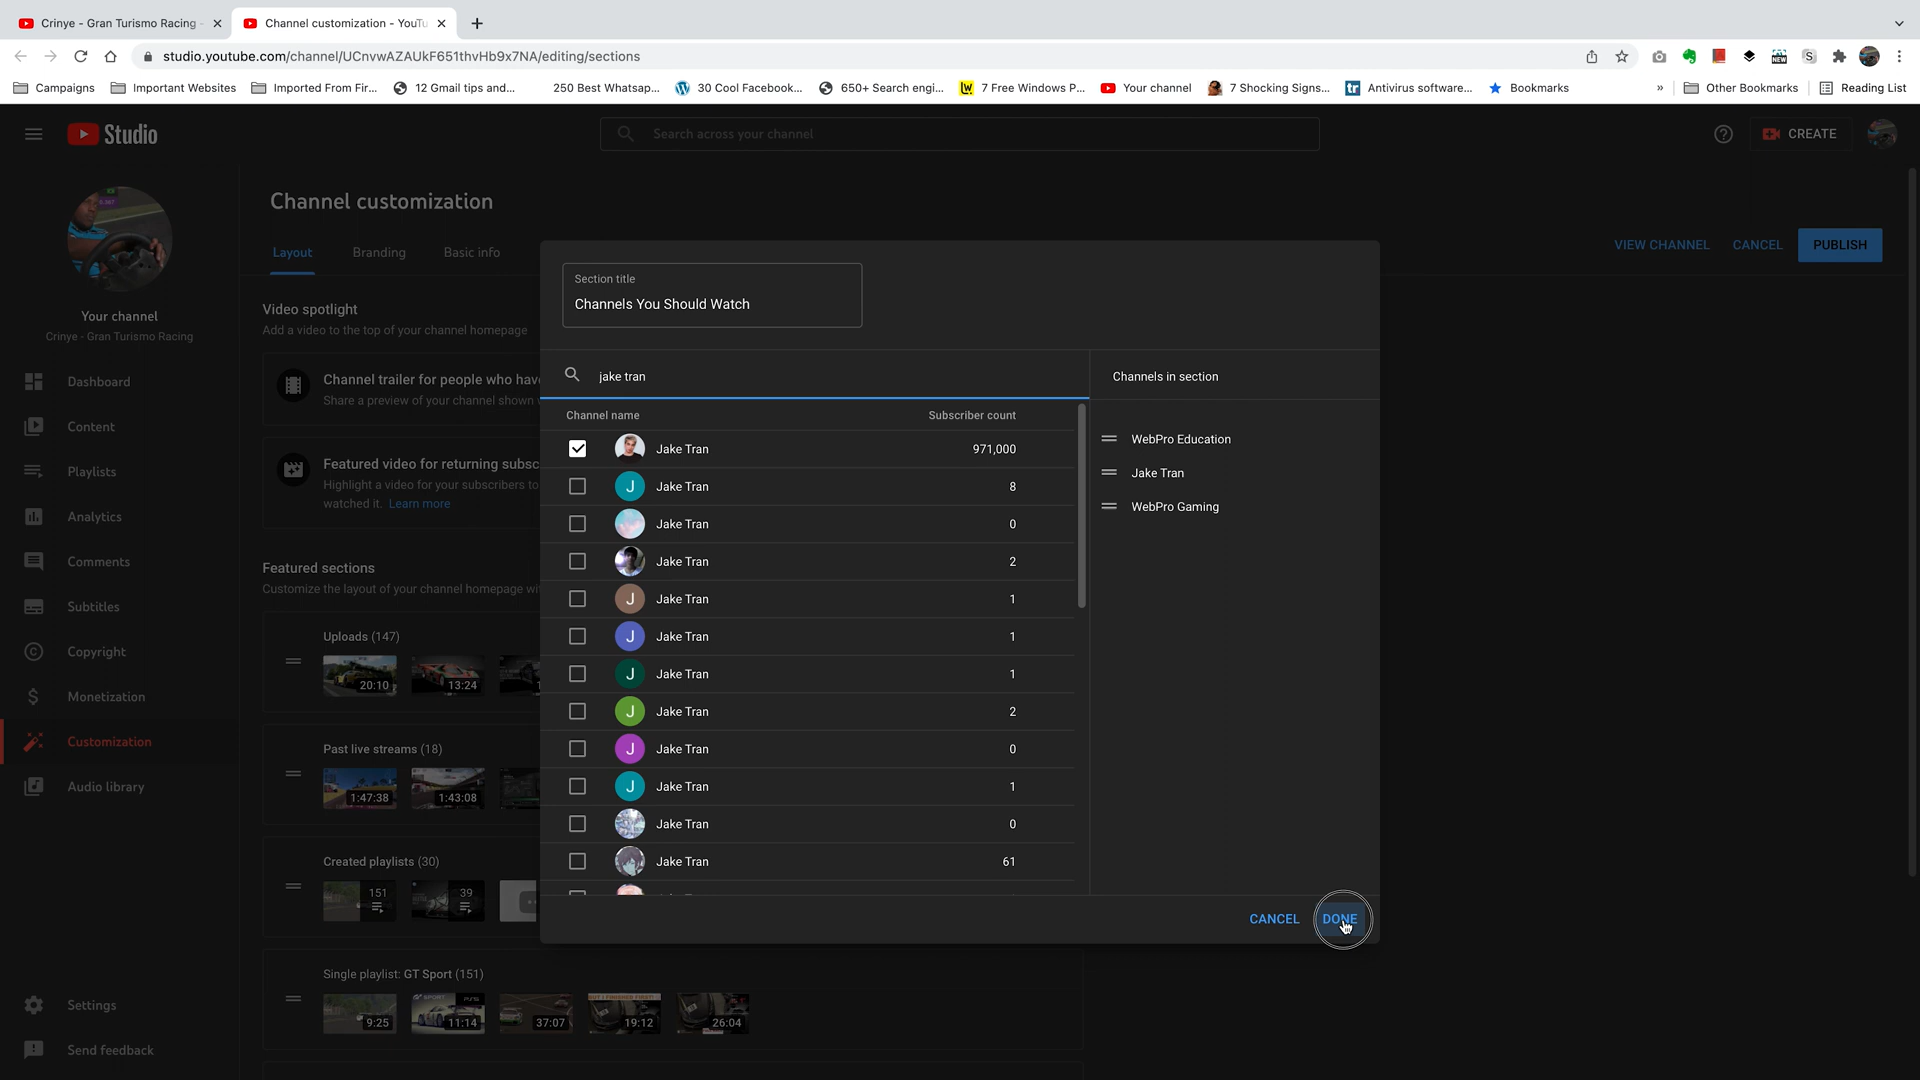 Crinye - Gran Turismo Racing -
Channel customization - YouTu
studio.youtube.com/channel/UCnvwAZAUkF651thvHb9x7NA/editing/sections
Campaigns
Important Websites
Imported From Fir...
12 Gmail tips and...
250 Best Whatsap...
30 Cool Facebook...
650+ Search engi...
7 Free Windows P...
Your channel
7 Shocking Signs...
Antivirus software...
Bookmarks
»
Other Bookmarks
Reading List
Studio
Search across your channel
CREATE
Your channel
Crinye - Gran Turismo Racing
Dashboard
Content
Playlists
Analytics
Comments
Subtitles
Copyright
Monetization
Customization
Audio library
Settings
Send feedback
Channel customization
Layout
Branding
Basic info
VIEW CHANNEL
CANCEL
PUBLISH
Video spotlight
Add a video to the top of your channel homepage
Channel trailer for people who have
Share a preview of your channel shown
Featured video for returning subsc
Highlight a video for your subscribers to
watched it. Learn more
Featured sections
Customize the layout of your channel homepage wi
Uploads (147)
20:10
13:24
Past live streams (18)
1:47:38
1:43:08
Created playlists (30)
151
39
Single playlist: GT Sport (151)
9:25
11:14
37:07
19:12
26:04
Section title
Channels You Should Watch
jake tran
Channel name
Subscriber count
Jake Tran 971,000
J Jake Tran 8
Jake Tran 0
Jake Tran 2
J Jake Tran 1
J Jake Tran 1
J Jake Tran 1
J Jake Tran 2
J Jake Tran 0
J Jake Tran 1
Jake Tran 0
Jake Tran 61
Channels in section
WebPro Education
Jake Tran
WebPro Gaming
CANCEL
DONE